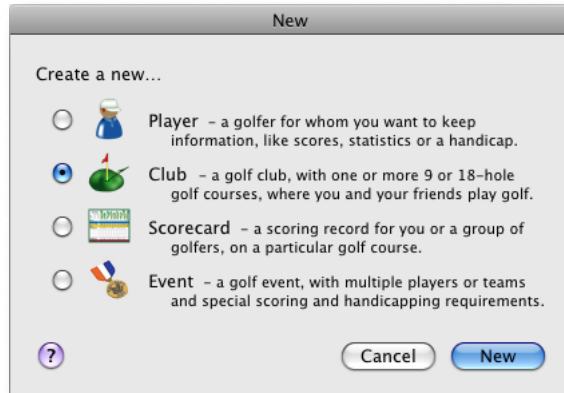 New
Create a new...
Player – a golfer for whom you want to keep
information, like scores, statistics or a handicap.
Club – a golf club, with one or more 9 or 18-hole
golf courses, where you and your friends play golf.
Scorecard – a scoring record for you or a group of
golfers, on a particular golf course.
Event – a golf event, with multiple players or teams
and special scoring and handicapping requirements.
? Cancel New